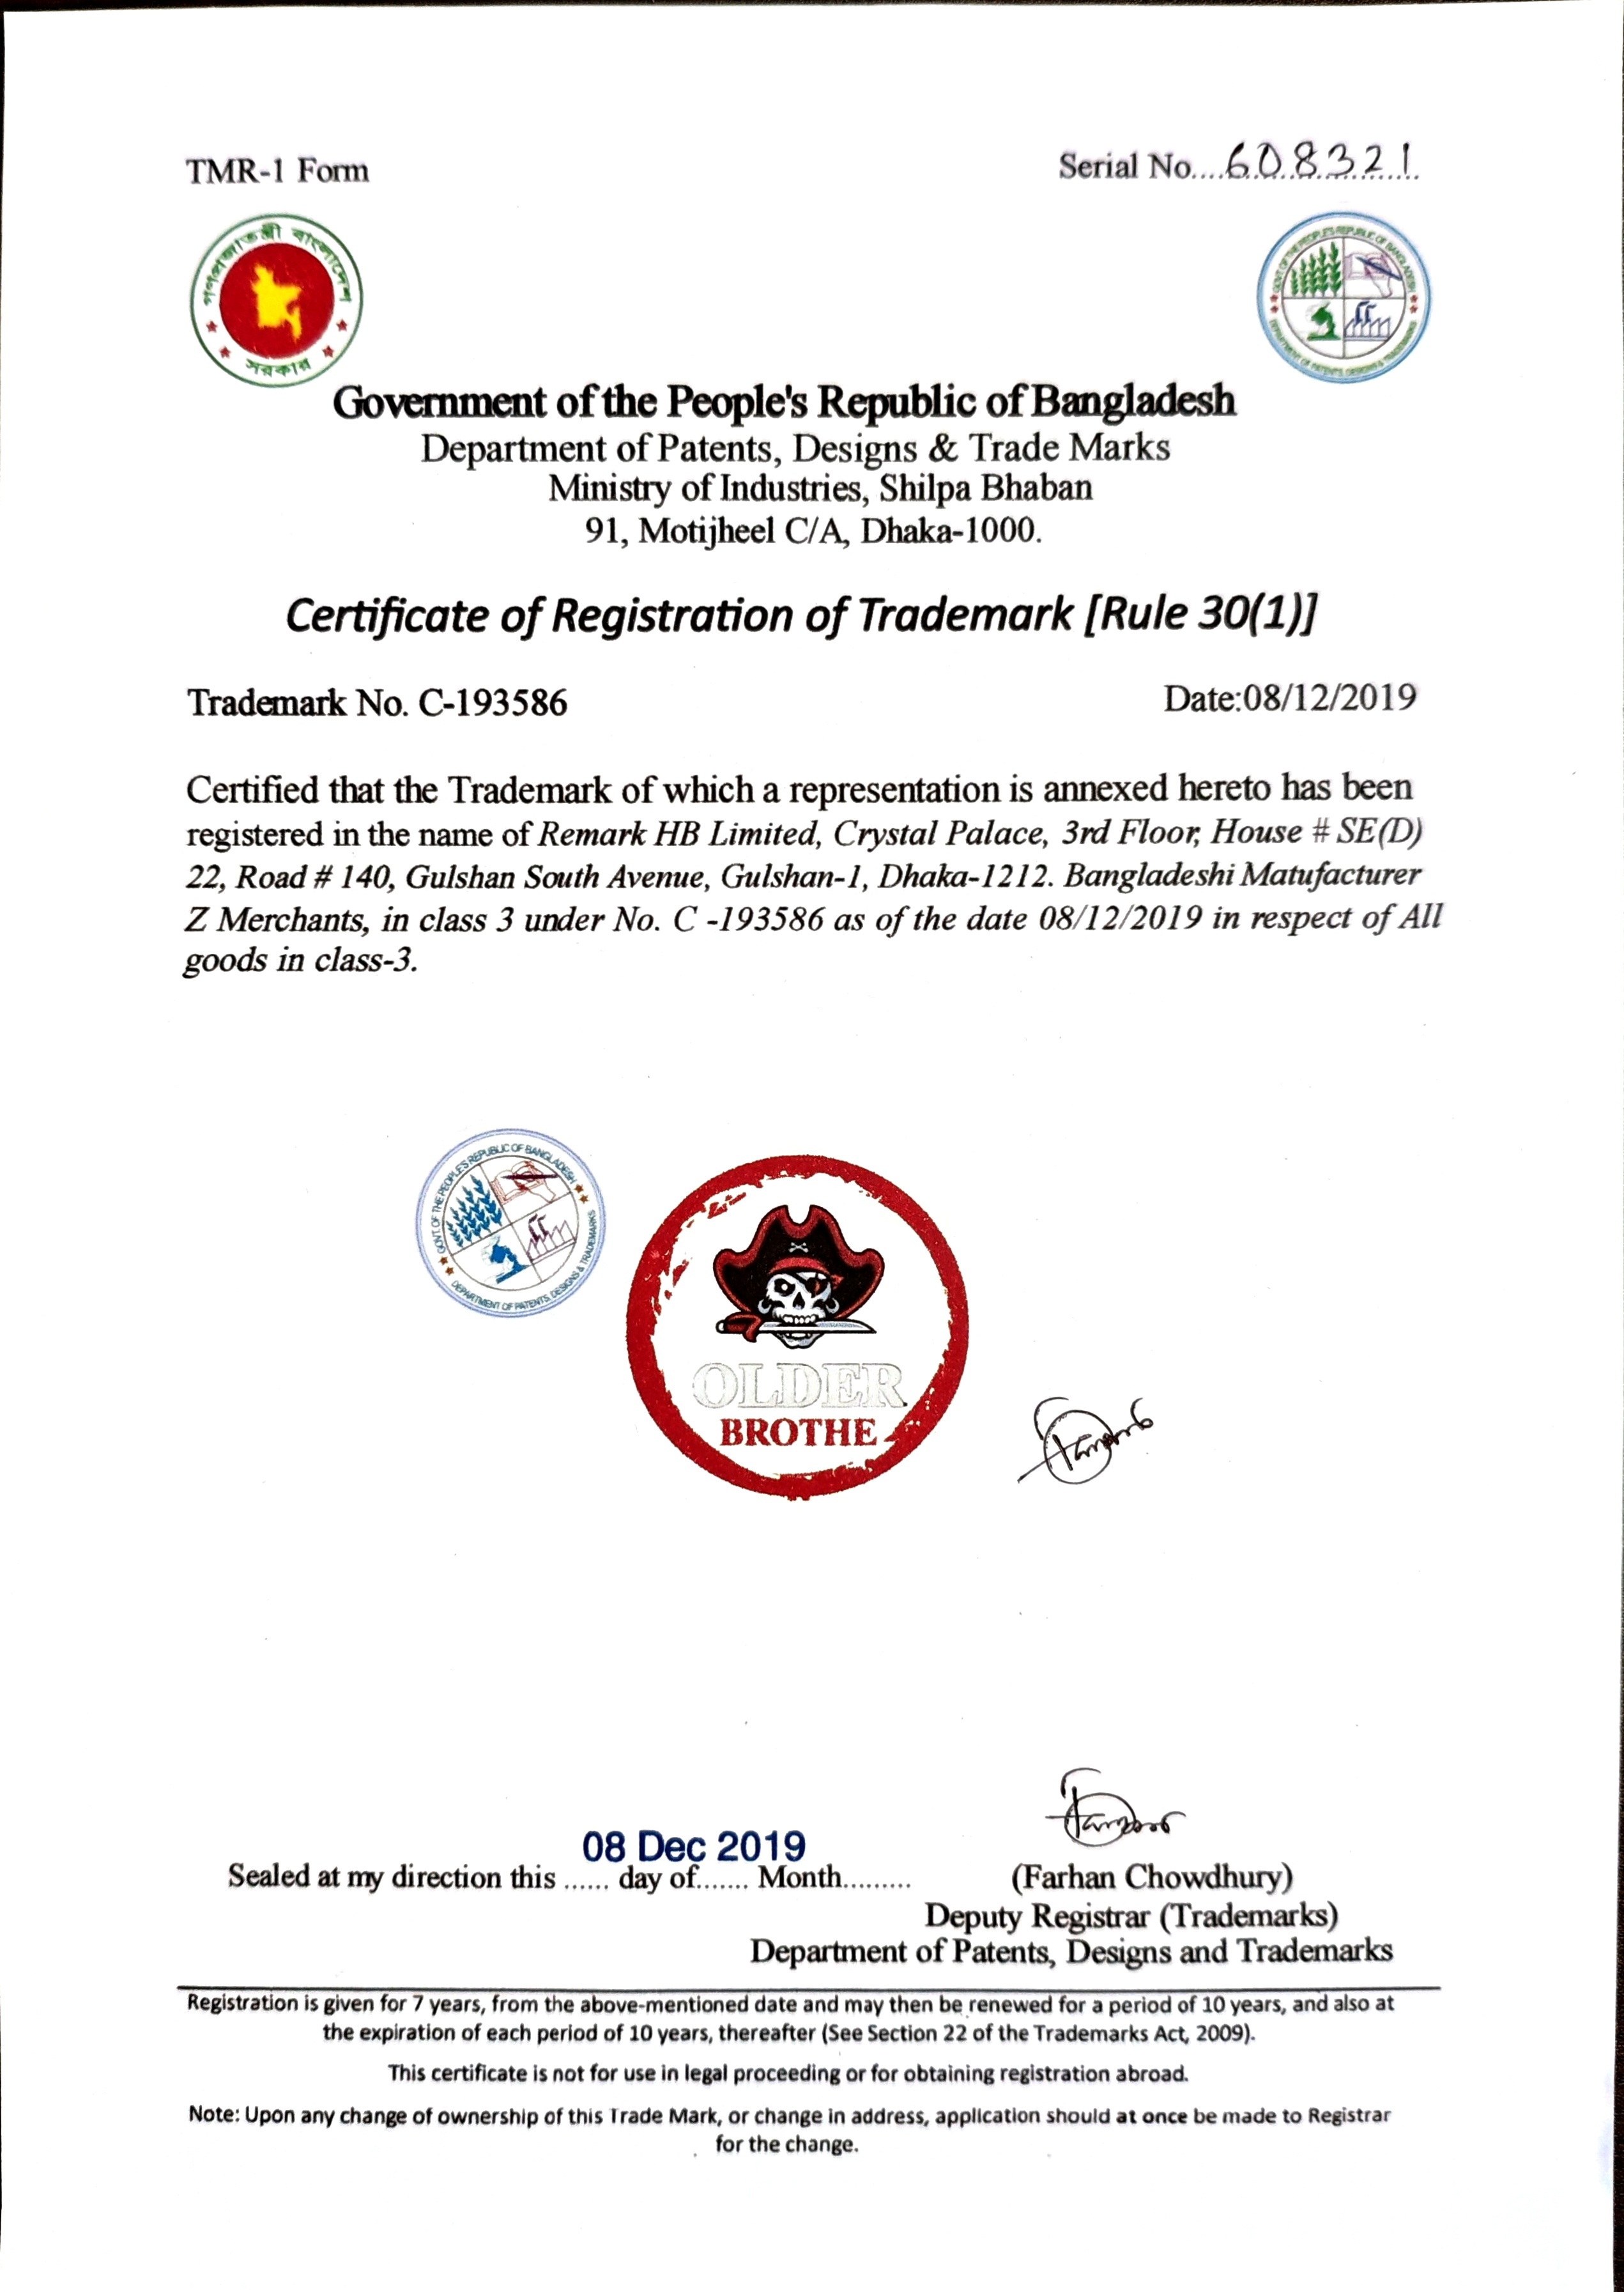 TMR-1 Form
Serial No....608321
গণপ্রজাতন্ত্রী বাংলাদেশ
সরকার
GOVT. OF THE PEOPLE'S REPUBLIC OF BANGLADESH
DEPARTMENT OF PATENTS, DESIGNS & TRADEMARKS
Government of the People's Republic of Bangladesh
Department of Patents, Designs & Trade Marks
Ministry of Industries, Shilpa Bhaban
91, Motijheel C/A, Dhaka-1000.
Certificate of Registration of Trademark [Rule 30(1)]
Trademark No. C-193586
Date:08/12/2019
Certified that the Trademark of which a representation is annexed hereto has been
registered in the name of Remark HB Limited, Crystal Palace, 3rd Floor, House # SE(D)
22, Road # 140, Gulshan South Avenue, Gulshan-1, Dhaka-1212. Bangladeshi Matufacturer
Z Merchants, in class 3 under No. C -193586 as of the date 08/12/2019 in respect of All
goods in class-3.
GOVT. OF THE PEOPLE'S REPUBLIC OF BANGLADESH
DEPARTMENT OF PATENTS, DESIGNS & TRADEMARKS
OLDER
BROTHE
08 Dec 2019
Sealed at my direction this ...... day of....... Month.........
(Farhan Chowdhury)
Deputy Registrar (Trademarks)
Department of Patents, Designs and Trademarks
Registration is given for 7 years, from the above-mentioned date and may then be renewed for a period of 10 years, and also at
the expiration of each period of 10 years, thereafter (See Section 22 of the Trademarks Act, 2009).
This certificate is not for use in legal proceeding or for obtaining registration abroad.
Note: Upon any change of ownership of this Trade Mark, or change in address, application should at once be made to Registrar
for the change.